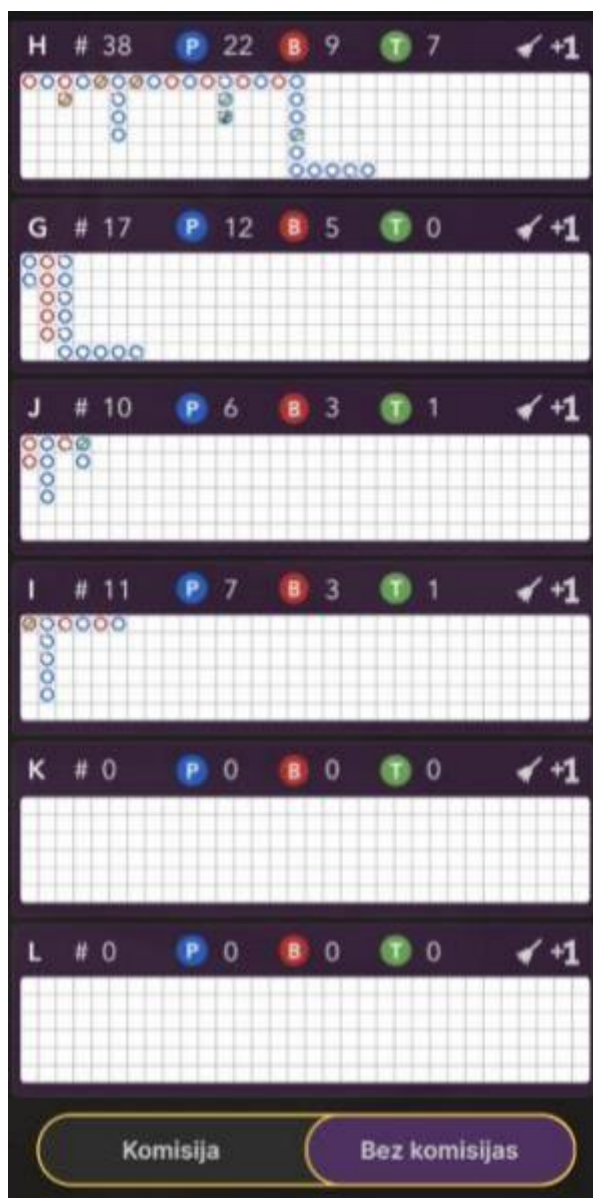 H # 38 P 22 B 9 T 7 +1
G # 17 P 12 B 5 T 0 +1
J # 10 P 6 B 3 T 1 +1
I # 11 P 7 B 3 T 1 +1
K # 0 P 0 B 0 T 0 +1
L # 0 P 0 B 0 T 0 +1
Komisija Bez komisijas